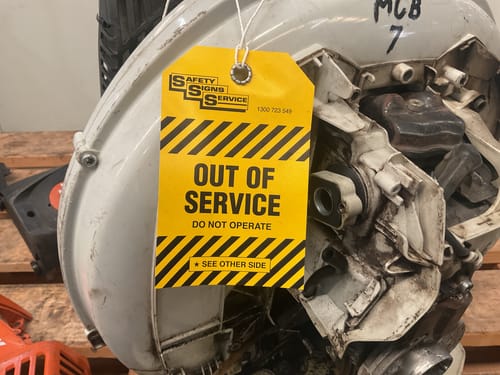 MCB
7
SAFETY
SIGNS
SERVICE
1300 723 549
OUT OF
SERVICE
DO NOT OPERATE
★ SEE OTHER SIDE